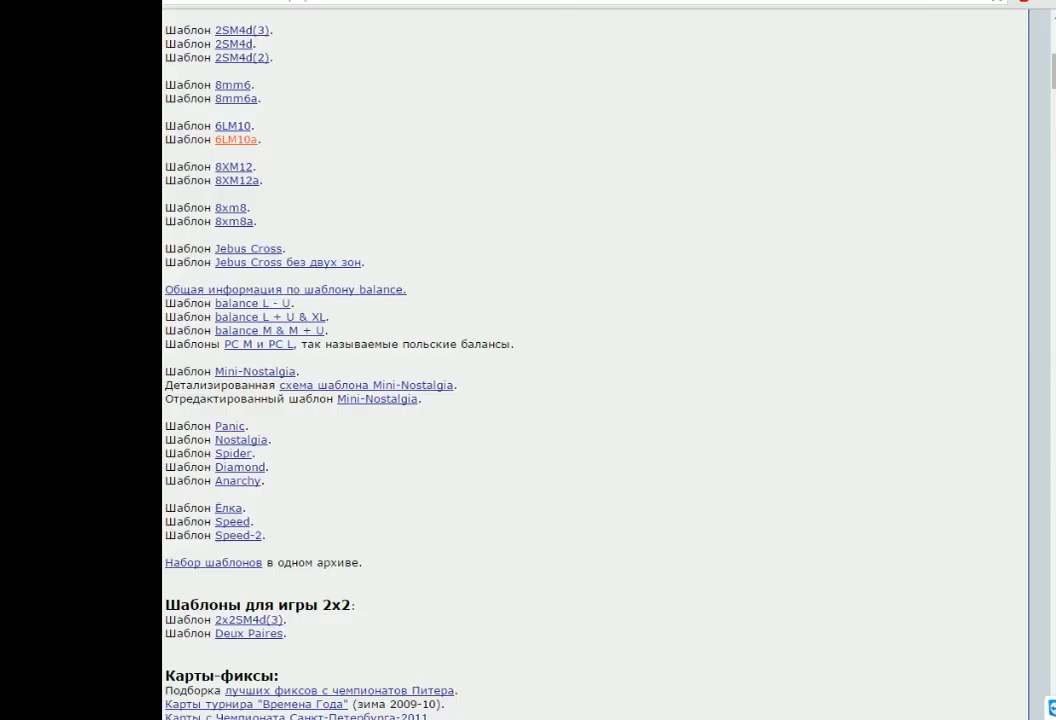 Шаблон 2SM4d(3).
Шаблон 2SM4d.
Шаблон 2SM4d(2).
Шаблон 8mm6.
Шаблон 8mm6a.
Шаблон 6LM10.
Шаблон 6LM10a.
Шаблон 8XM12.
Шаблон 8XM12a.
Шаблон 8xm8.
Шаблон 8xm8a.
Шаблон Jebus Cross.
Шаблон Jebus Cross без двух зон.
Общая информация по шаблону balance.
Шаблон balance L - U.
Шаблон balance L + U & XL.
Шаблон balance M & M + U.
Шаблоны PC M и PC L, так называемые польские балансы.
Шаблон Mini-Nostalgia.
Детализированная схема шаблона Mini-Nostalgia.
Отредактированный шаблон Mini-Nostalgia.
Шаблон Panic.
Шаблон Nostalgia.
Шаблон Spider.
Шаблон Diamond.
Шаблон Anarchy.
Шаблон Ёлка.
Шаблон Speed.
Шаблон Speed-2.
Набор шаблонов в одном архиве.
Шаблоны для игры 2x2:
Шаблон 2x2SM4d(3).
Шаблон Deux Paires.
Карты-фиксы:
Подборка лучших фиксов с чемпионатов Питера.
Карты турнира "Времена Года" (зима 2009-10).
Карты с Чемпионата Санкт-Петербурга-2011.